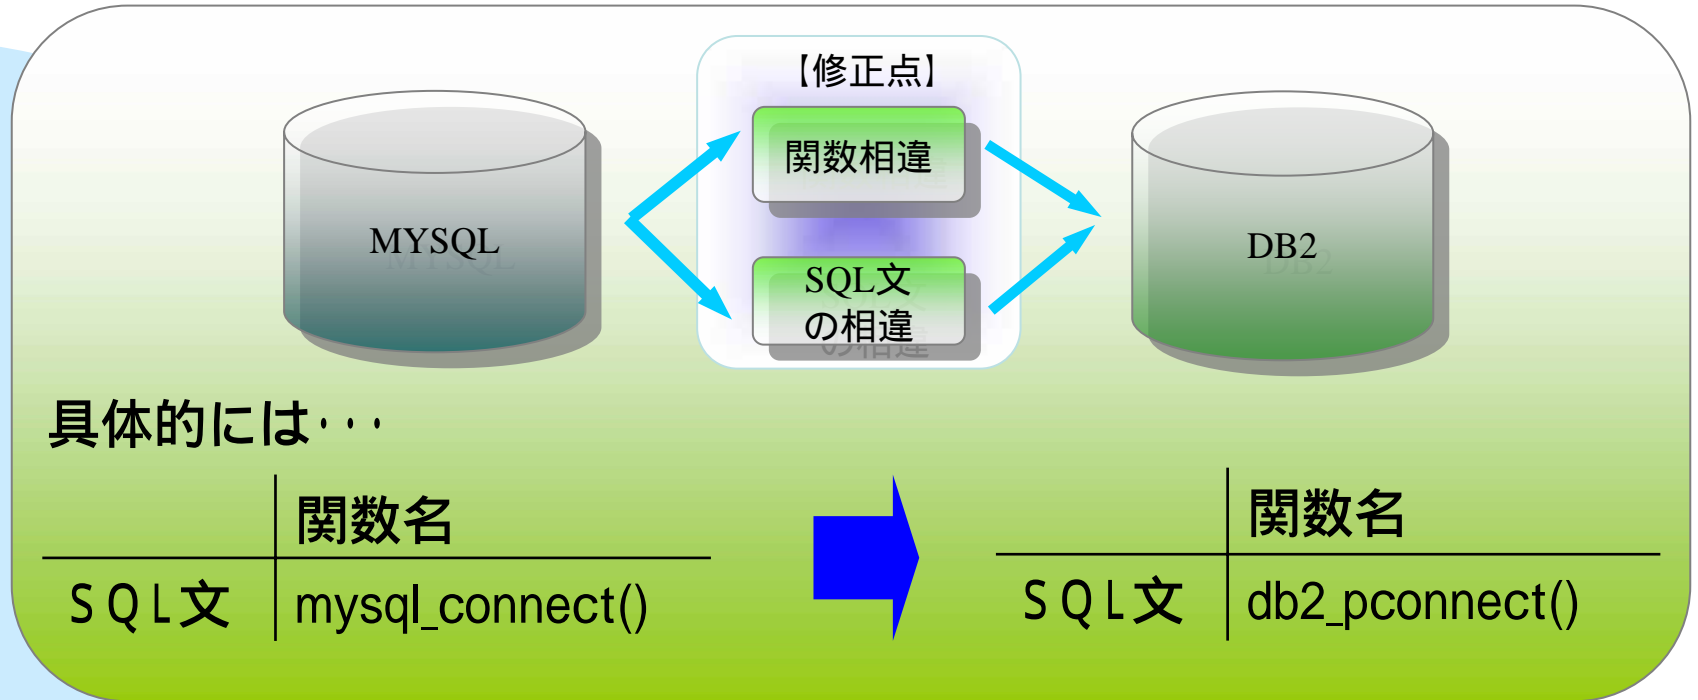 【修正点】
関数相違
MYSQL
DB2
SQL文
の相違
具体的には・・・
関数名
ＳＱＬ文 mysql_connect()
関数名
ＳＱＬ文 db2_pconnect()